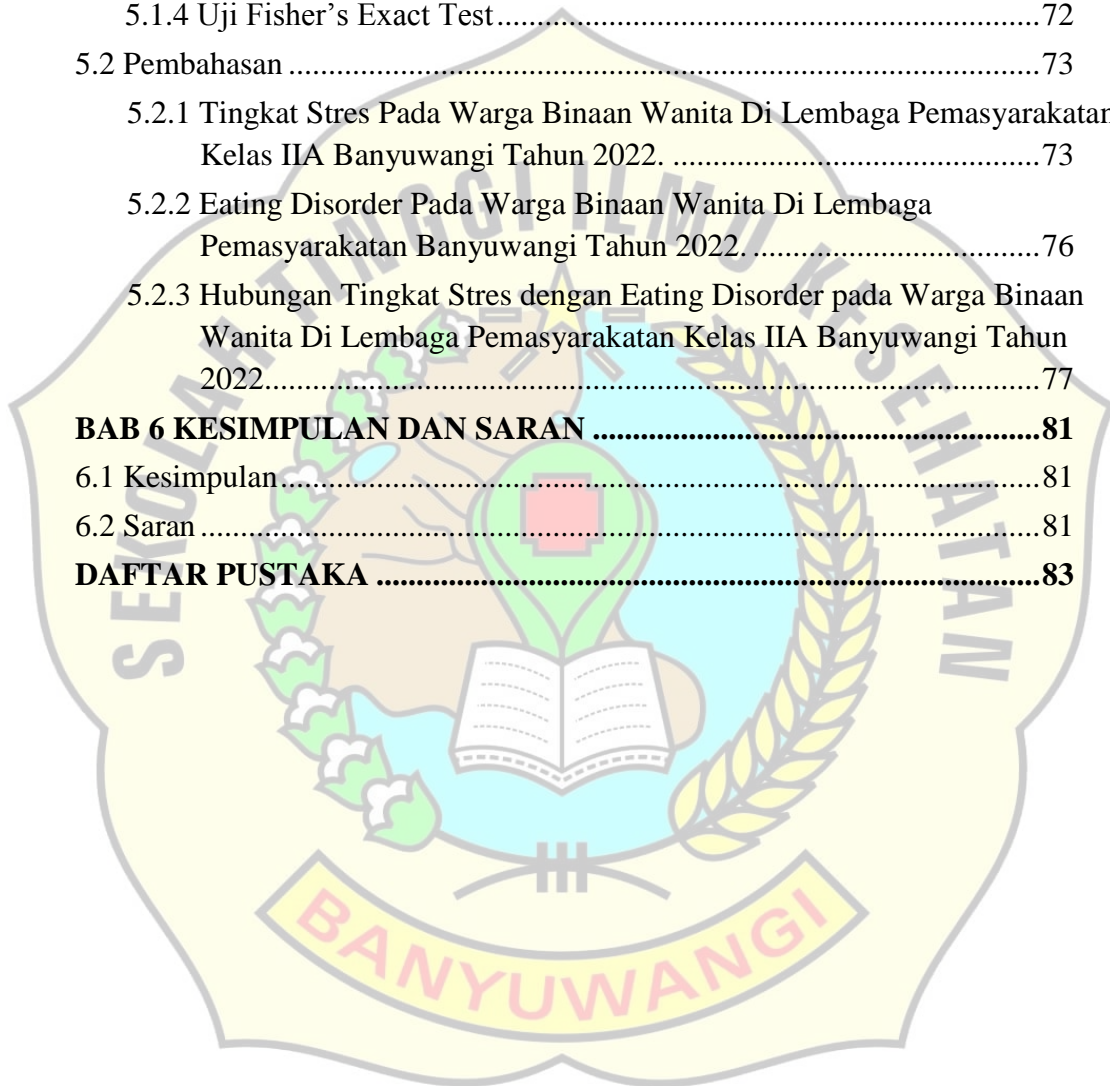 5.1.4 Uji Fisher’s Exact Test......................................................................72
5.2 Pembahasan.................................................................................................73
5.2.1 Tingkat Stres Pada Warga Binaan Wanita Di Lembaga Pemasyarakatan
Kelas IIA Banyuwangi Tahun 2022. ...............................................73
5.2.2 Eating Disorder Pada Warga Binaan Wanita Di Lembaga
Pemasyarakatan Banyuwangi Tahun 2022. .....................................76
5.2.3 Hubungan Tingkat Stres dengan Eating Disorder pada Warga Binaan
Wanita Di Lembaga Pemasyarakatan Kelas IIA Banyuwangi Tahun
2022....................................................................................................77
BAB 6 KESIMPULAN DAN SARAN ..........................................................81
6.1 Kesimpulan..................................................................................................81
6.2 Saran............................................................................................................81
DAFTAR PUSTAKA .....................................................................................83
SEKOLAH TINGGI ILMU KESEHATAN
BANYUWANGI